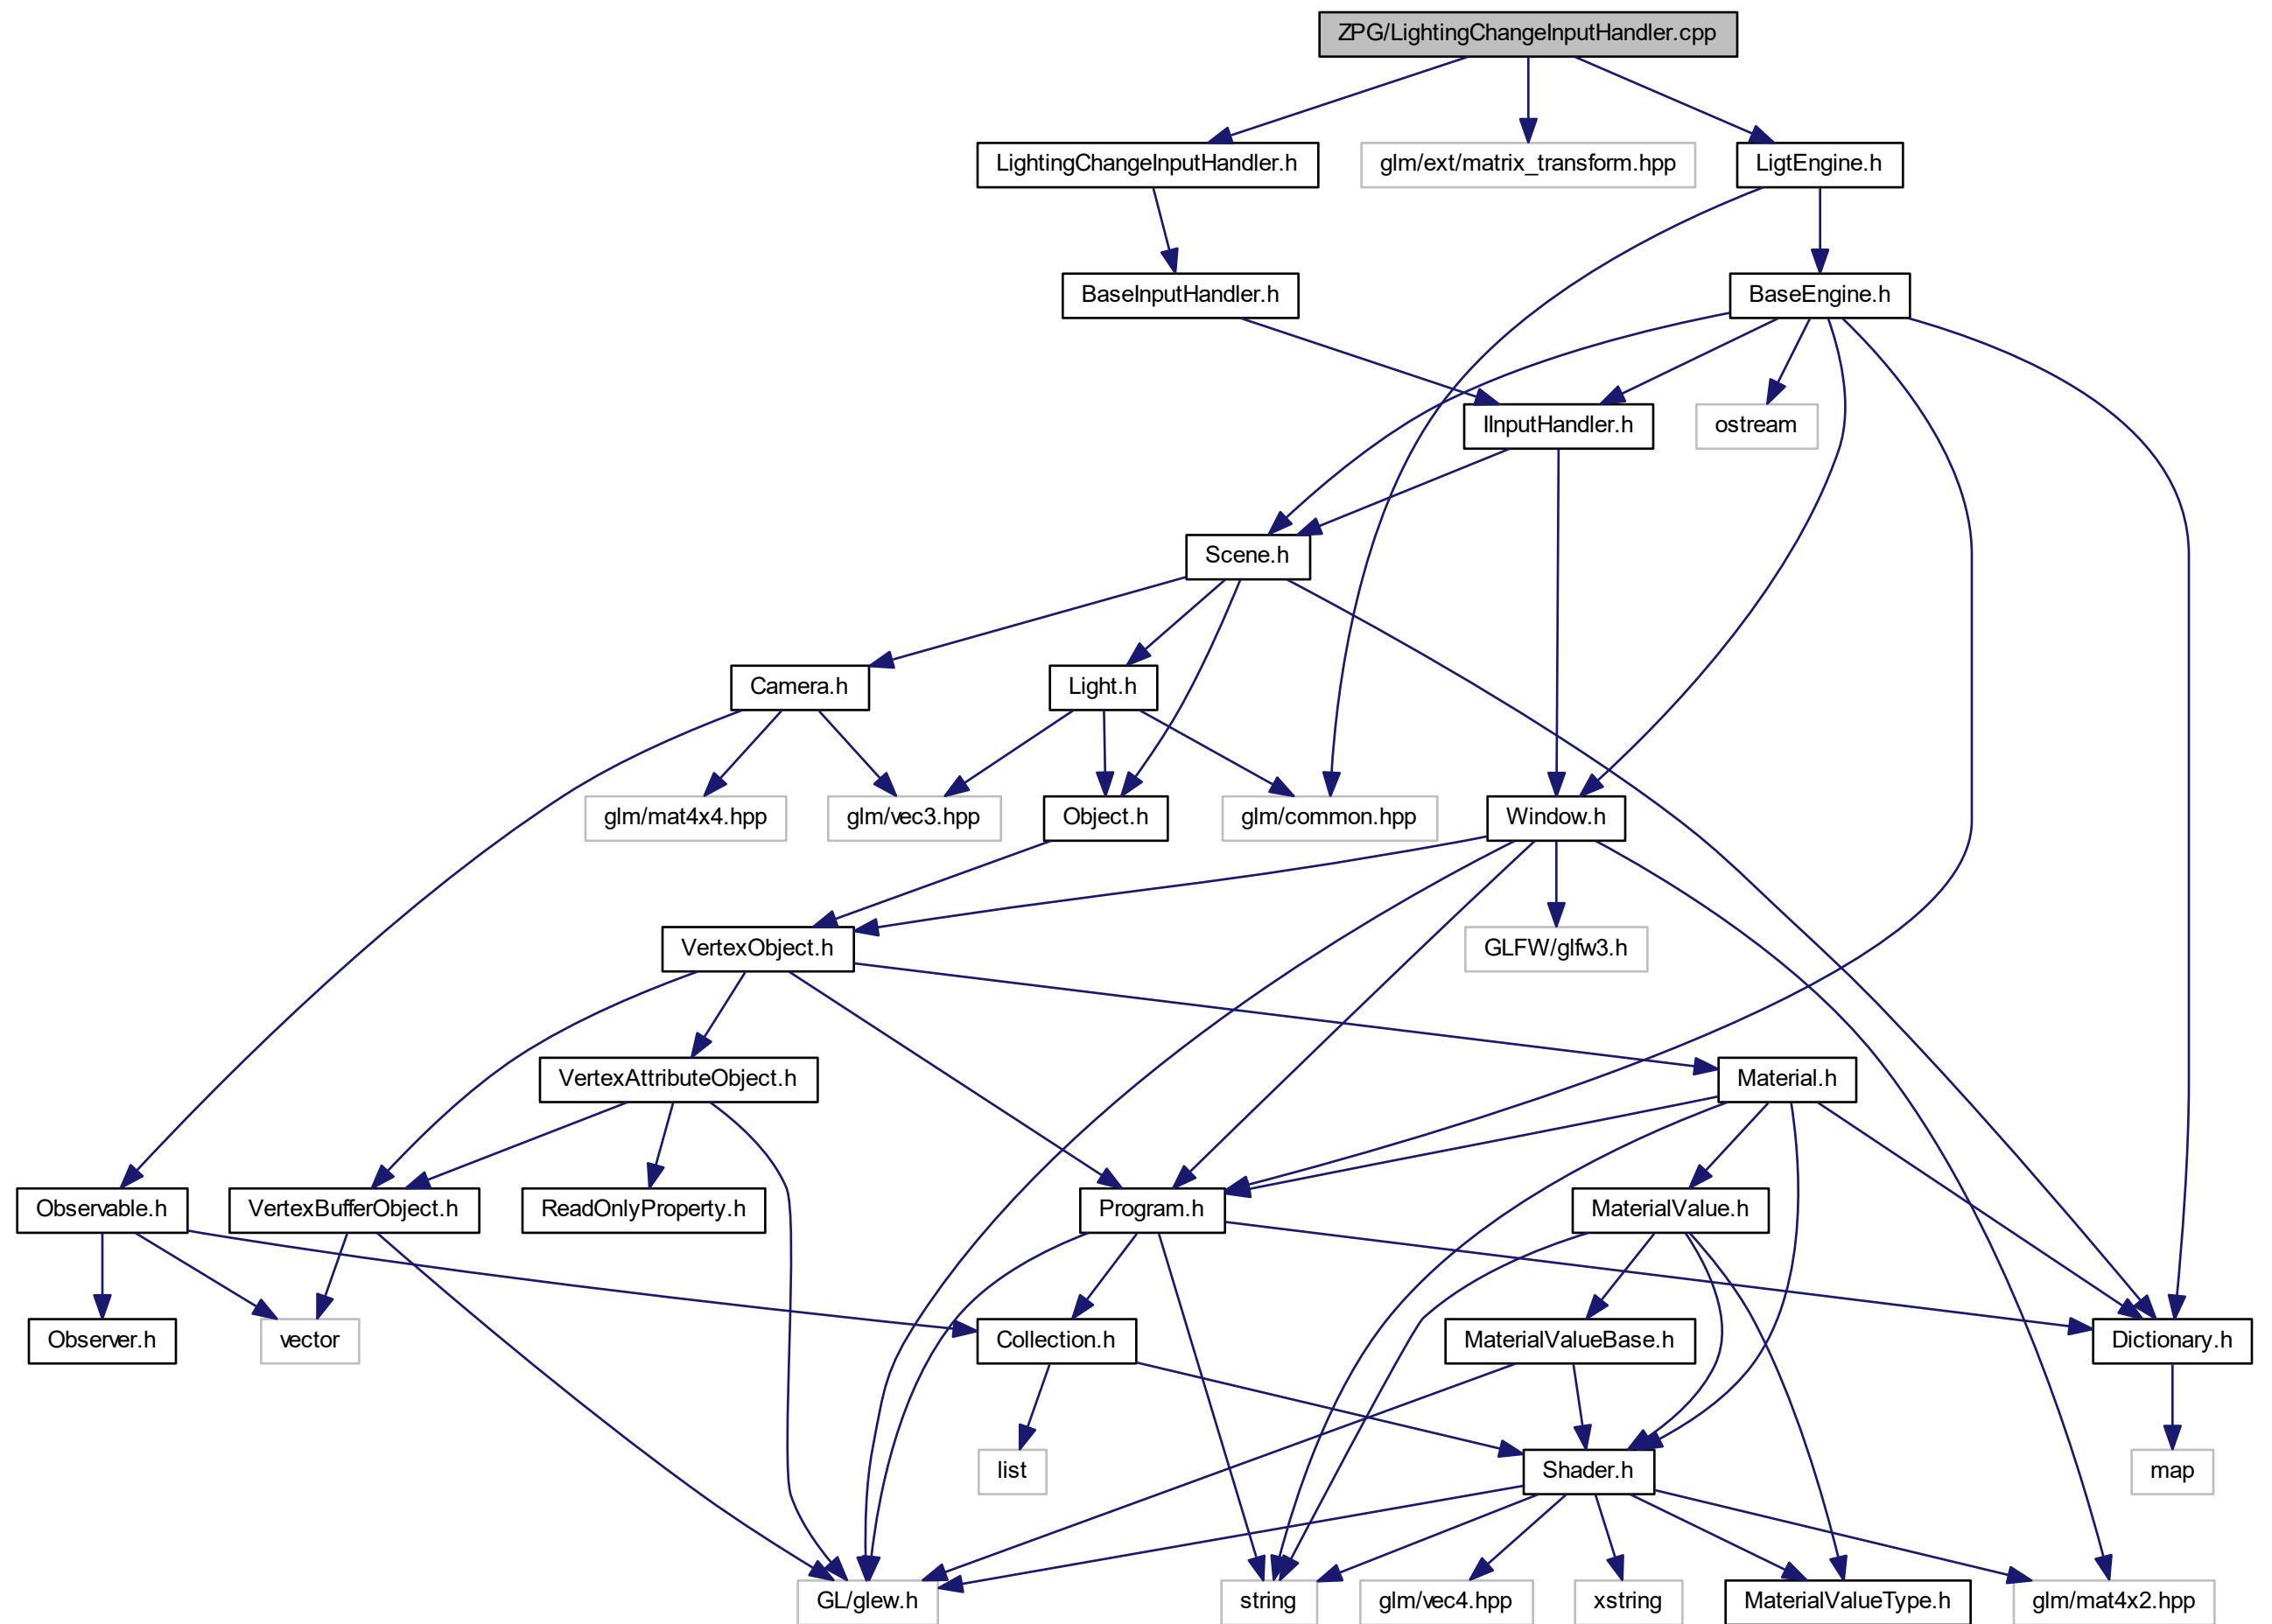 ZPG/LightingChangeInputHandler.cpp
LightingChangeInputHandler.h
glm/ext/matrix_transform.hpp
LigtEngine.h
BaseInputHandler.h
BaseEngine.h
IInputHandler.h
ostream
Scene.h
Camera.h
Light.h
glm/mat4x4.hpp
glm/vec3.hpp
Object.h
glm/common.hpp
Window.h
VertexObject.h
GLFW/glfw3.h
VertexAttributeObject.h
Material.h
Observable.h
VertexBufferObject.h
ReadOnlyProperty.h
Program.h
MaterialValue.h
Observer.h
vector
Collection.h
MaterialValueBase.h
Dictionary.h
list
Shader.h
map
GL/glew.h
string
glm/vec4.hpp
xstring
MaterialValueType.h
glm/mat4x2.hpp